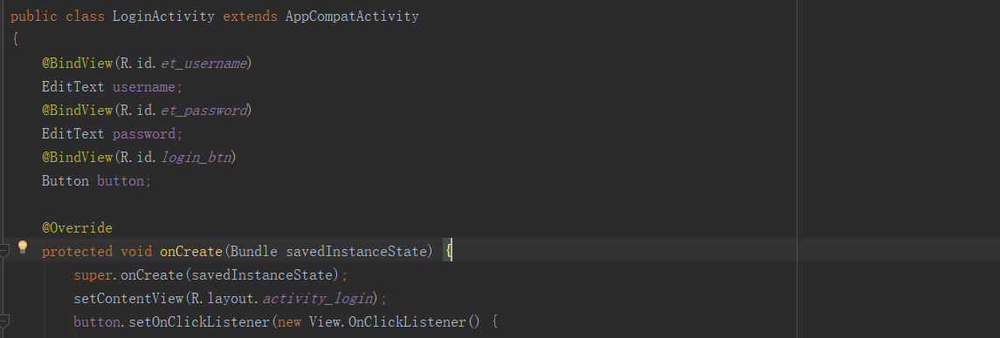 public class LoginActivity extends AppCompatActivity
{
@BindView(R.id.et_username)
EditText username;
@BindView(R.id.et_password)
EditText password;
@BindView(R.id.login_btn)
Button button;
@Override
protected void onCreate(Bundle savedInstanceState) {
super.onCreate(savedInstanceState);
setContentView(R.layout.activity_login);
button.setOnClickListener(new View.OnClickListener() {